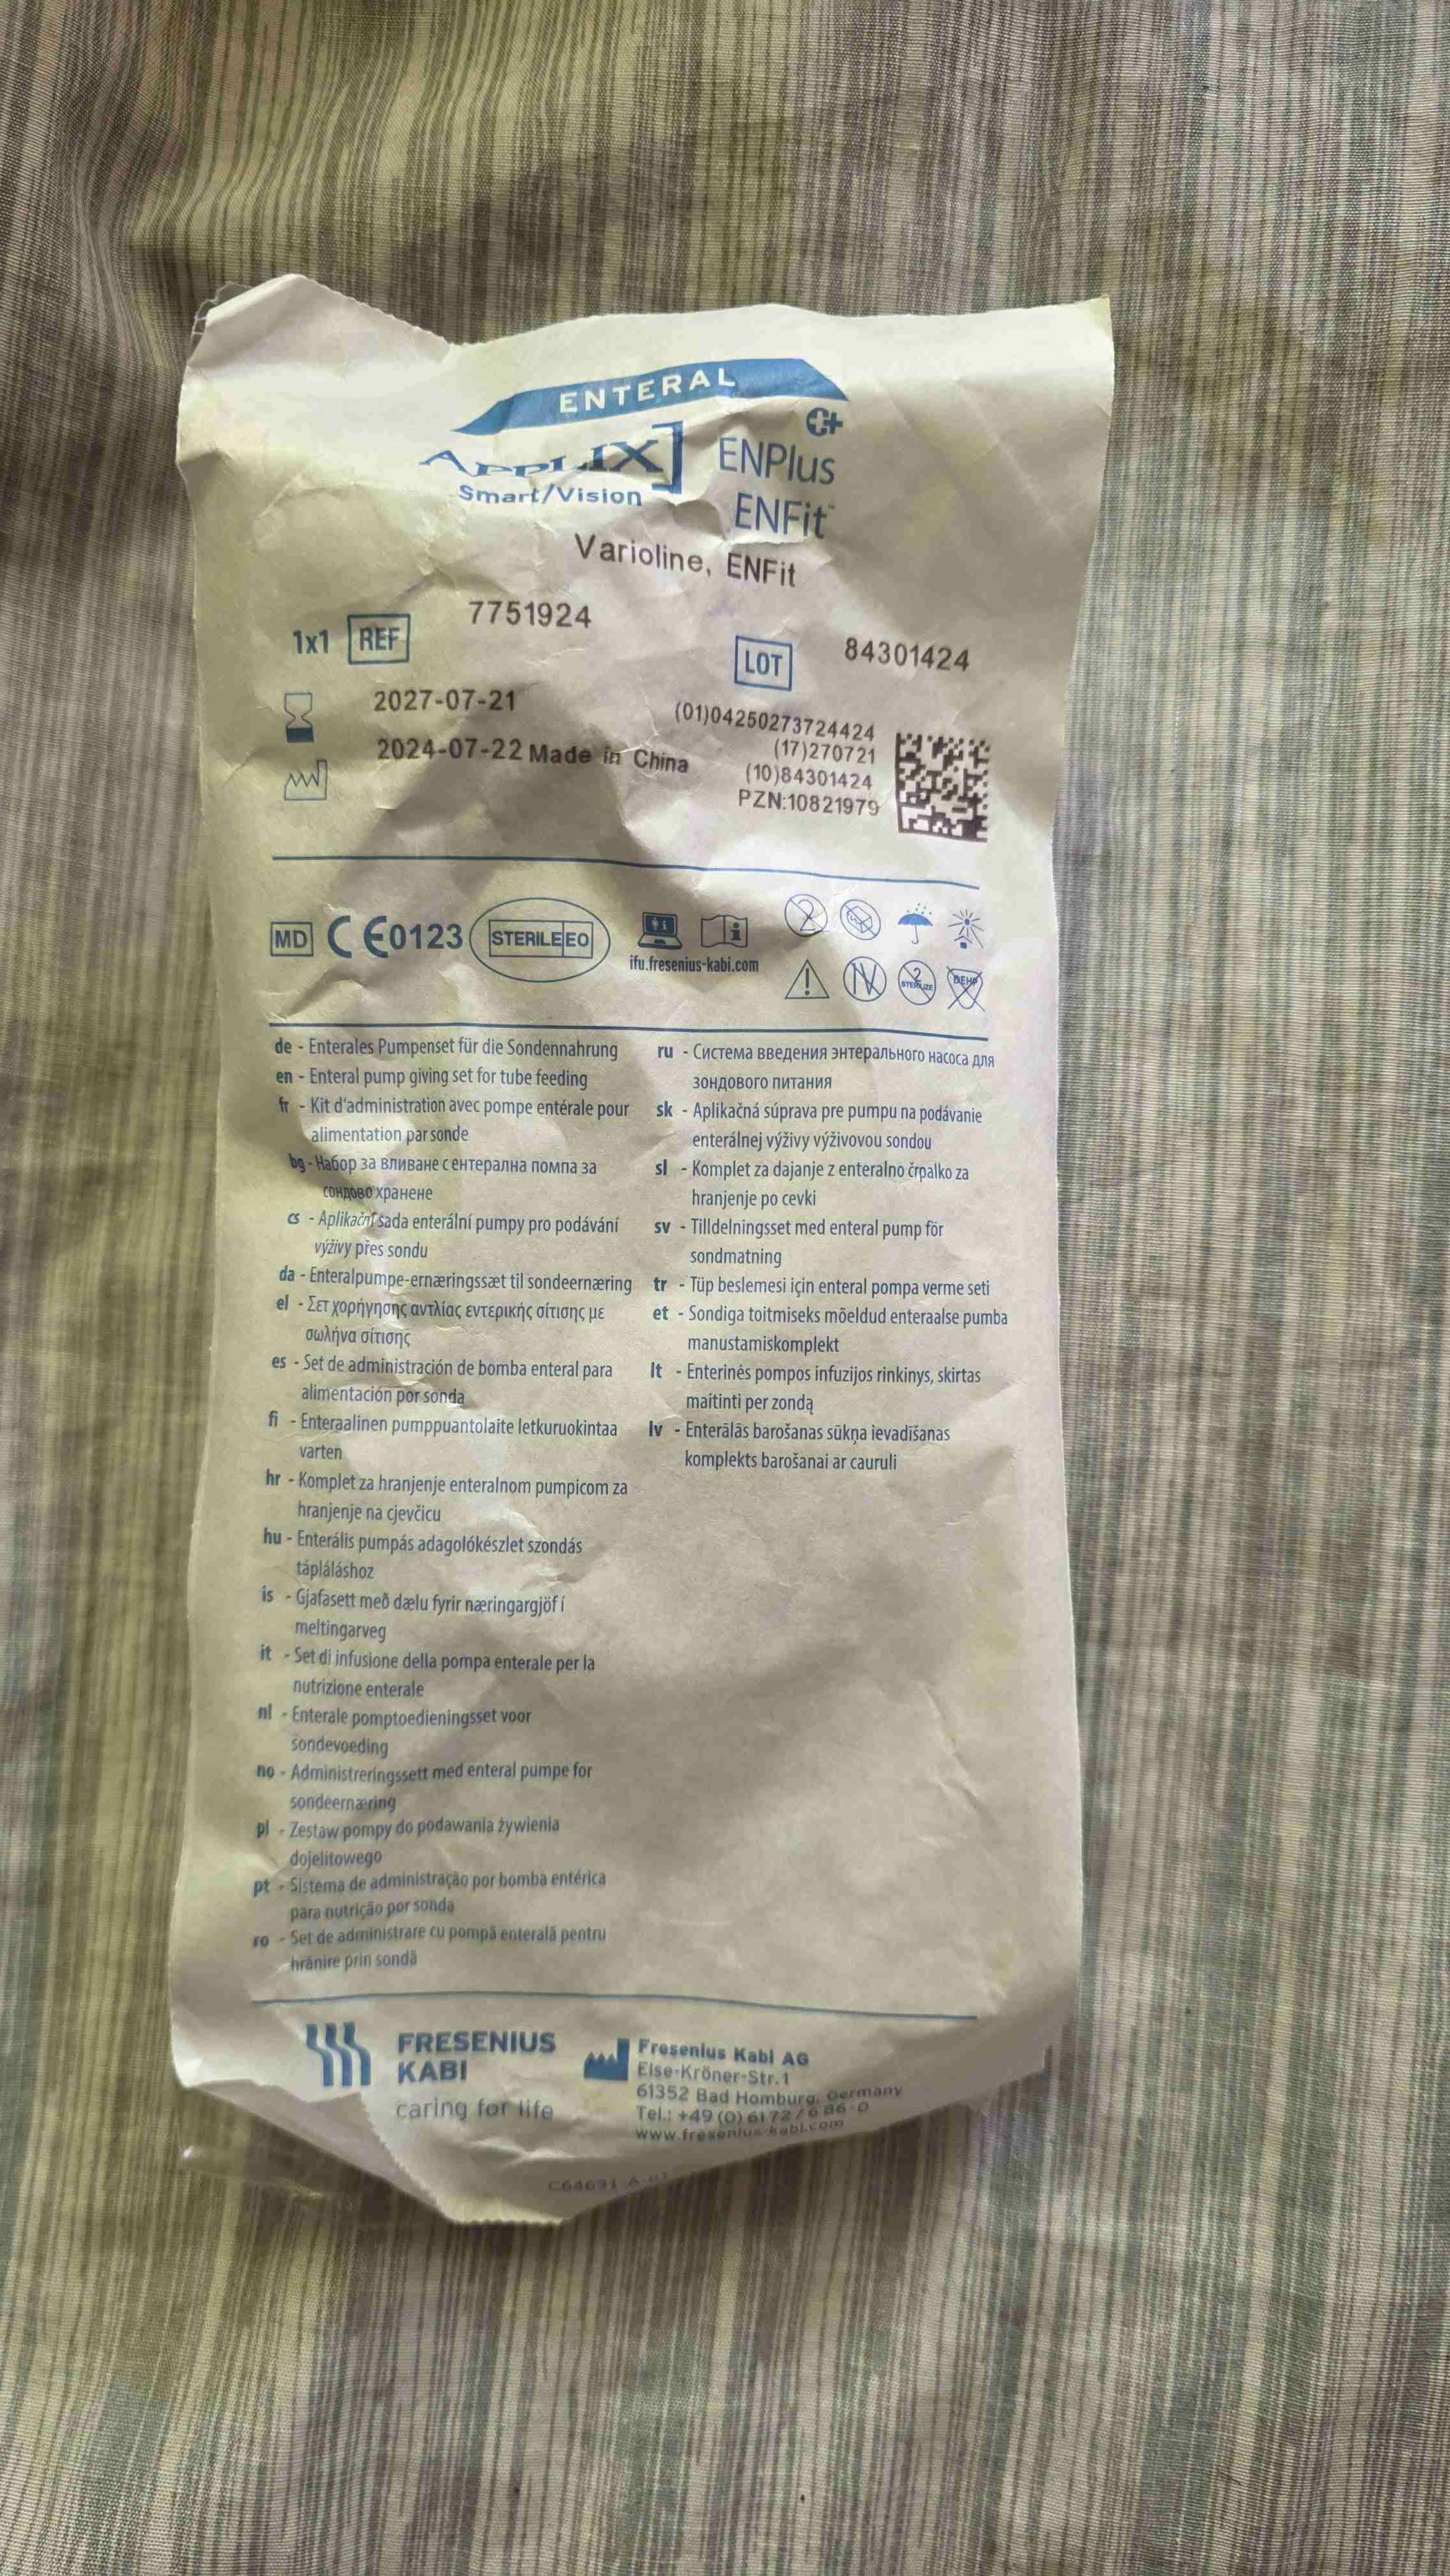 ENTERAL
APPLIX
Smart/Vision
ENPlus
ENFit™
Varioline, ENFit
1x1 REF 7751924
LOT 84301424
2027-07-21
2024-07-22 Made in China
(01)04250273724424
(17)270721
(10)84301424
PZN:10821979
MD CE0123 STERILE EO
ifu.fresenius-kabi.com
2
2 STERILIZE
DEHP
de - Enterales Pumpenset für die Sondennahrung
en - Enteral pump giving set for tube feeding
fr - Kit d'administration avec pompe entérale pour
alimentation par sonde
bg - Набор за вливане с ентерална помпа за
сондово хранене
cs - Aplikační sada enterální pumpy pro podávání
výživy přes sondu
da - Enteralpumpe-ernæringssæt til sondeernæring
el - Σετ χορήγησης αντλίας εντερικής σίτισης με
σωλήνα σίτισης
es - Set de administración de bomba enteral para
alimentación por sonda
fi - Enteraalinen pumppuantolaite letkuruokintaa
varten
hr - Komplet za hranjenje enteralnom pumpicom za
hranjenje na cjevčicu
hu - Enterális pumpás adagolókészlet szondás
tápláláshoz
is - Gjafasett með dælu fyrir næringargjöf í
meltingarveg
it - Set di infusione della pompa enterale per la
nutrizione enterale
nl - Enterale pomptoedieningsset voor
sondevoeding
no - Administreringssett med enteral pumpe for
sondeernæring
pl - Zestaw pompy do podawania żywienia
dojelitowego
pt - Sistema de administração por bomba entérica
para nutrição por sonda
ro - Set de administrare cu pompă enterală pentru
hrănire prin sondă
ru - Система введения энтерального насоса для
зондового питания
sk - Aplikačná súprava pre pumpu na podávanie
enterálnej výživy výživovou sondou
sl - Komplet za dajanje z enteralno črpalko za
hranjenje po cevki
sv - Tilldelningsset med enteral pump för
sondmatning
tr - Tüp beslemesi için enteral pompa verme seti
et - Sondiga toitmiseks mõeldud enteraalse pumba
manustamiskomplekt
lt - Enterinės pompos infuzijos rinkinys, skirtas
maitinti per zondą
lv - Enterālās barošanas sūkņa ievadīšanas
komplekts barošanai ar cauruli
FRESENIUS
KABI
caring for life
Fresenius Kabi AG
Else-Kröner-Str.1
61352 Bad Homburg, Germany
Tel.: +49 (0) 61 72 / 6 86-0
www.fresenius-kabi.com